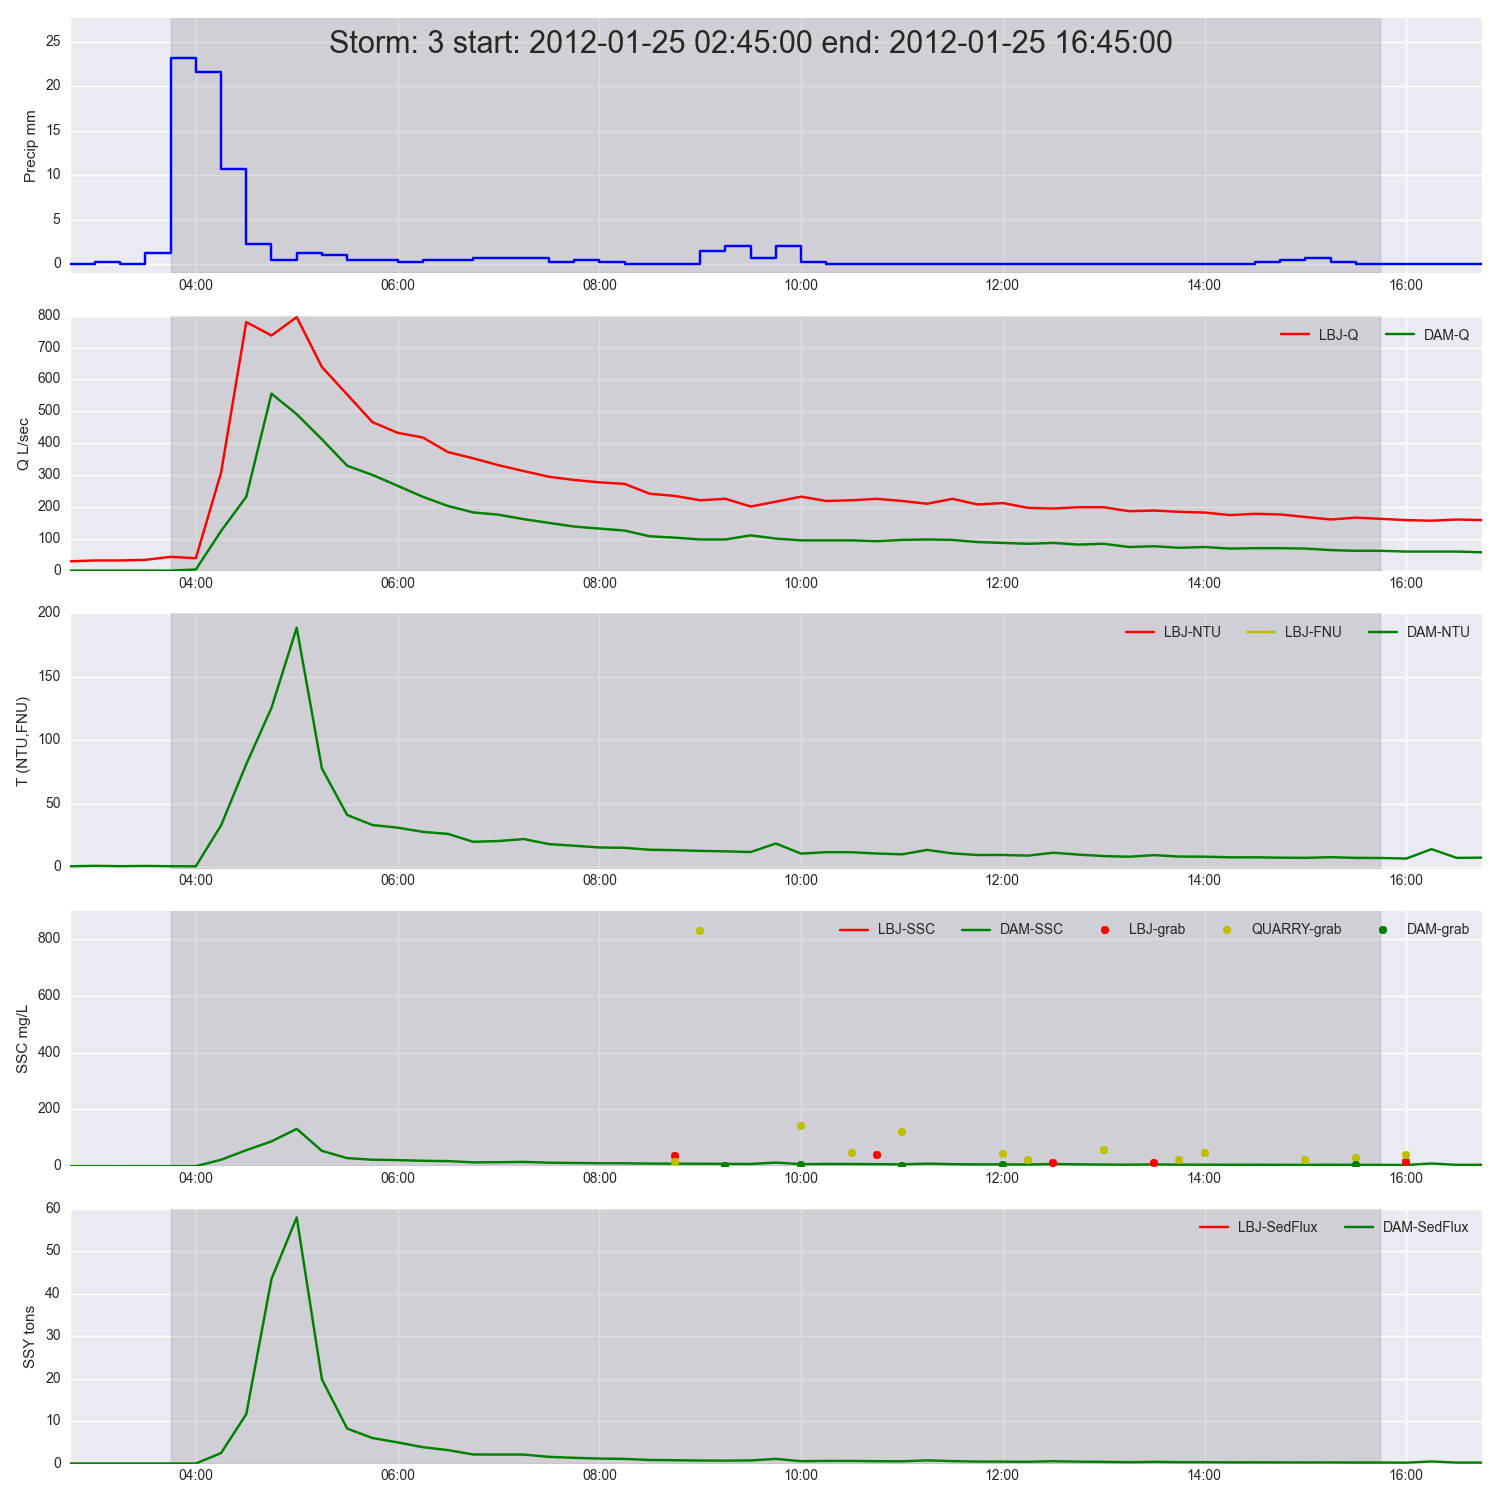 Storm: 3 start: 2012-01-25 02:45:00 end: 2012-01-25 16:45:00
Precip mm
25
20
15
10
5
0
04:00 06:00 08:00 10:00 12:00 14:00 16:00
Q L/sec
LBJ-Q DAM-Q
800
700
600
500
400
300
200
100
0
04:00 06:00 08:00 10:00 12:00 14:00 16:00
T (NTU,FNU)
LBJ-NTU LBJ-FNU DAM-NTU
200
150
100
50
0
04:00 06:00 08:00 10:00 12:00 14:00 16:00
SSC mg/L
LBJ-SSC DAM-SSC LBJ-grab QUARRY-grab DAM-grab
800
600
400
200
0
04:00 06:00 08:00 10:00 12:00 14:00 16:00
SSY tons
LBJ-SedFlux DAM-SedFlux
60
50
40
30
20
10
0
04:00 06:00 08:00 10:00 12:00 14:00 16:00